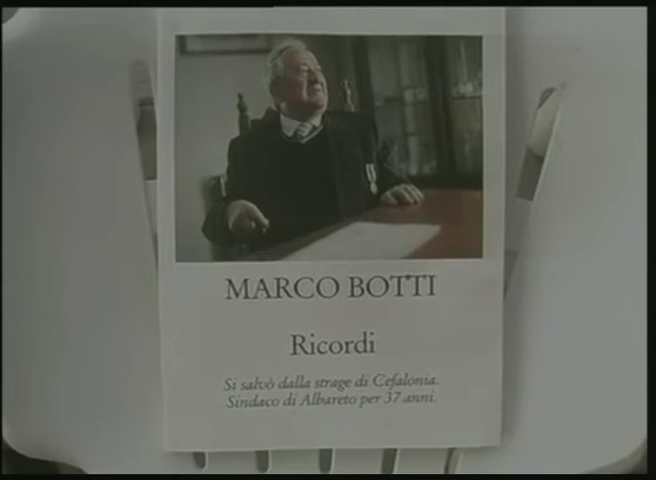 MARCO BOTTI
Ricordi
Si salvò dalla strage di Cefalonia.
Sindaco di Albareto per 37 anni.